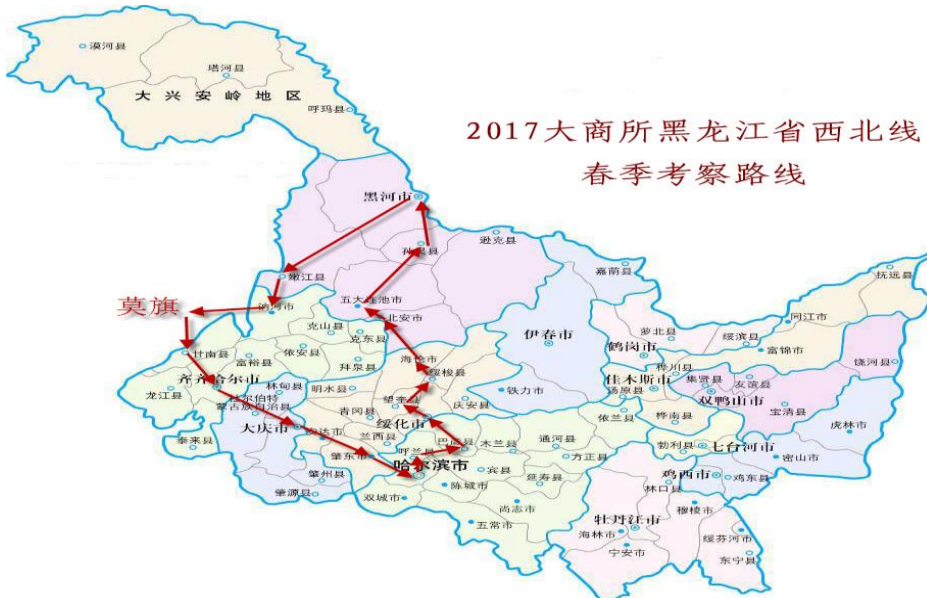 漠河县
塔河县
大兴安岭地区
呼玛县
2017大商所黑龙江省西北线
春季考察路线
黑河市
孙吴县
逊克县
嫩江县
嘉荫县
抚远县
莫旗
讷河市
五大连池市
北安市
克山县
克东县
伊春市
萝北县
绥滨县
同江市
鹤岗市
富锦市
甘南县
富裕县
依安县
拜泉县
海伦市
绥棱县
桦川县
饶河县
齐齐哈尔市
林甸县
明水县
铁力市
汤原县
佳木斯市
集贤县
友谊县
双鸭山市
龙江县
杜尔伯特
蒙古族自治县
望奎县
庆安县
青冈县
绥化市
依兰县
桦南县
宝清县
虎林市
大庆市
安达市
兰西县
泰来县
肇东市
呼兰县
巴彦县
木兰县
通河县
方正县
勃利县
七台河市
密山市
哈尔滨市
宾县
延寿县
鸡西市
鸡东县
林口县
肇州县
肇源县
双城市
尚志市
五常市
穆棱市
牡丹江市
海林市
宁安市
绥芬河市
东宁县